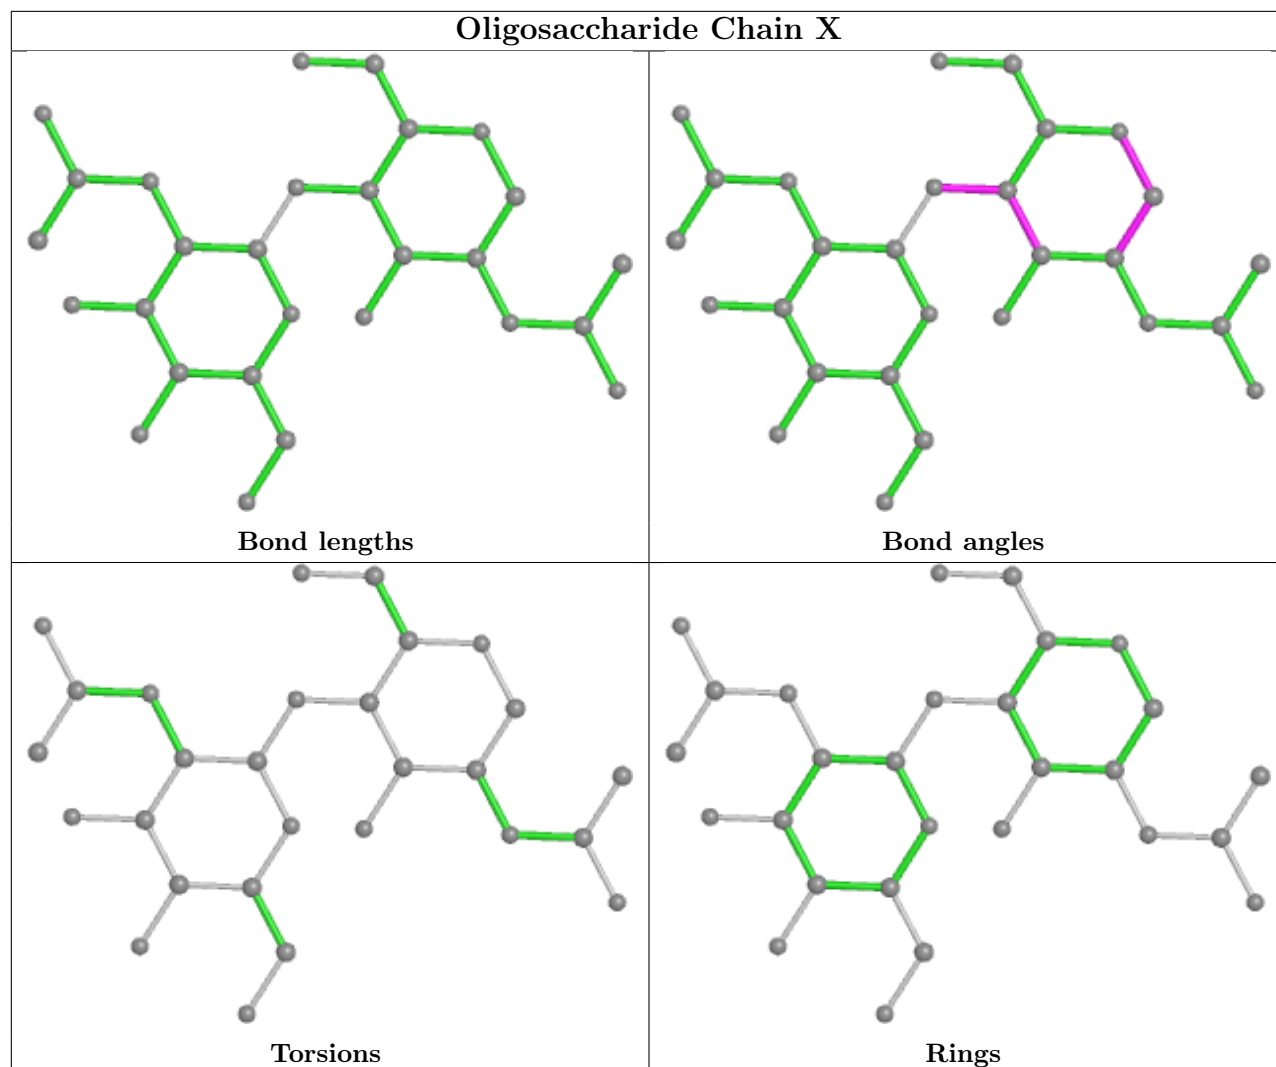 Oligosaccharide Chain X
Bond lengths
Bond angles
Torsions
Rings